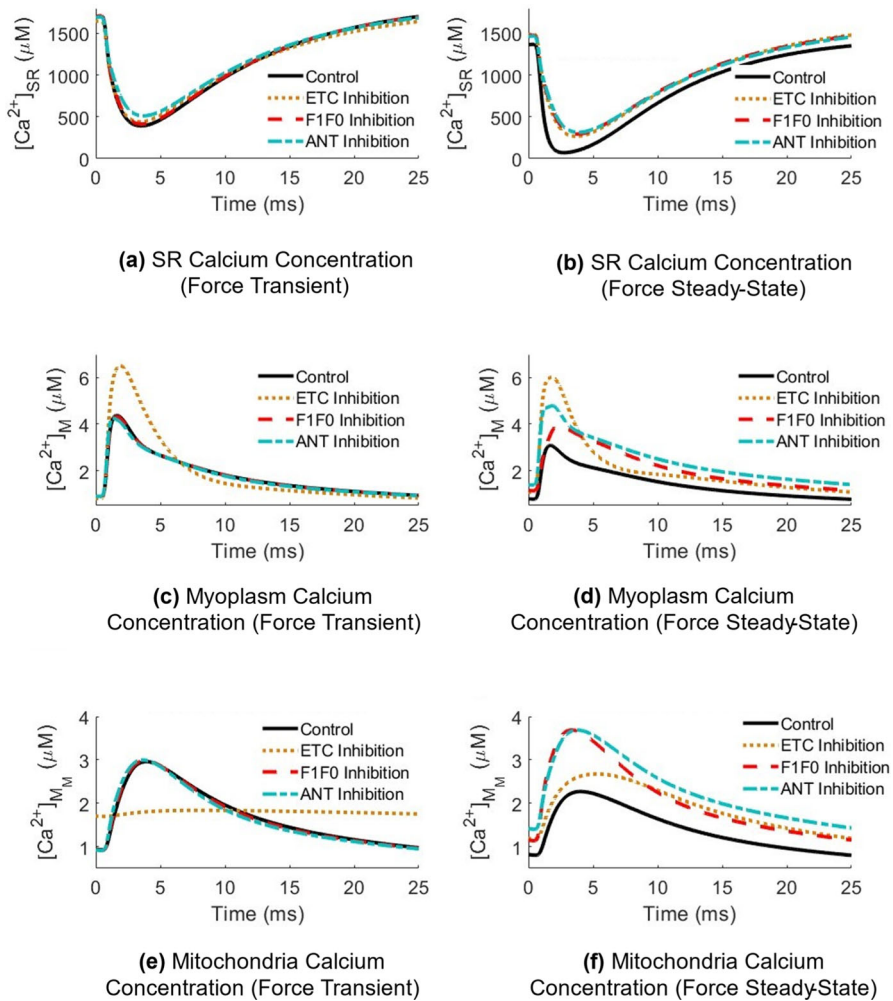 [Ca2+]SR (μM)
1500
1000
500
0
Control
ETC Inhibition
F1F0 Inhibition
ANT Inhibition
0 5 10 15 20 25
Time (ms)
(a) SR Calcium Concentration
(Force Transient)
[Ca2+]SR (μM)
1500
1000
500
0
Control
ETC Inhibition
F1F0 Inhibition
ANT Inhibition
0 5 10 15 20 25
Time (ms)
(b) SR Calcium Concentration
(Force Steady-State)
[Ca2+]M (μM)
6
4
2
Control
ETC Inhibition
F1F0 Inhibition
ANT Inhibition
0 5 10 15 20 25
Time (ms)
(c) Myoplasm Calcium
Concentration (Force Transient)
[Ca2+]M (μM)
6
4
2
Control
ETC Inhibition
F1F0 Inhibition
ANT Inhibition
0 5 10 15 20 25
Time (ms)
(d) Myoplasm Calcium
Concentration (Force Steady-State)
[Ca2+]MM (μM)
4
3
2
1
Control
ETC Inhibition
F1F0 Inhibition
ANT Inhibition
0 5 10 15 20 25
Time (ms)
(e) Mitochondria Calcium
Concentration (Force Transient)
[Ca2+]MM (μM)
4
3
2
1
Control
ETC Inhibition
F1F0 Inhibition
ANT Inhibition
0 5 10 15 20 25
Time (ms)
(f) Mitochondria Calcium
Concentration (Force Steady-State)